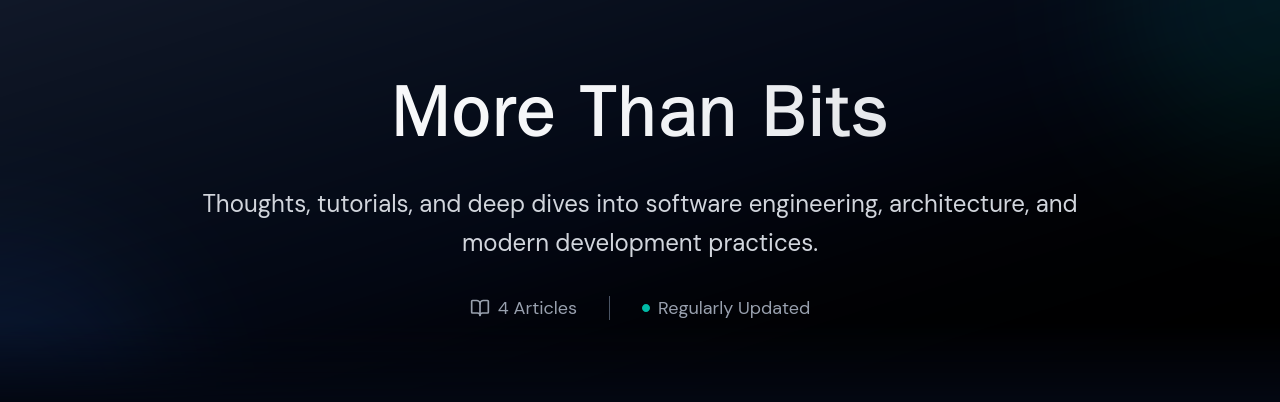 More Than Bits
Thoughts, tutorials, and deep dives into software engineering, architecture, and
modern development practices.
4 Articles
Regularly Updated